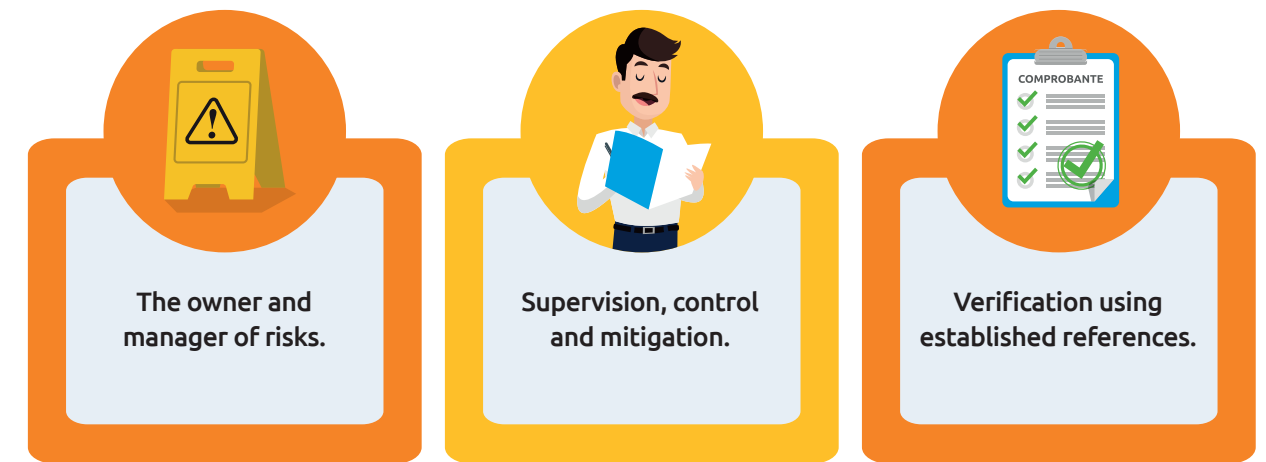 COMPROBANTE
The owner and
manager of risks.
Supervision, control
and mitigation.
Verification using
established references.